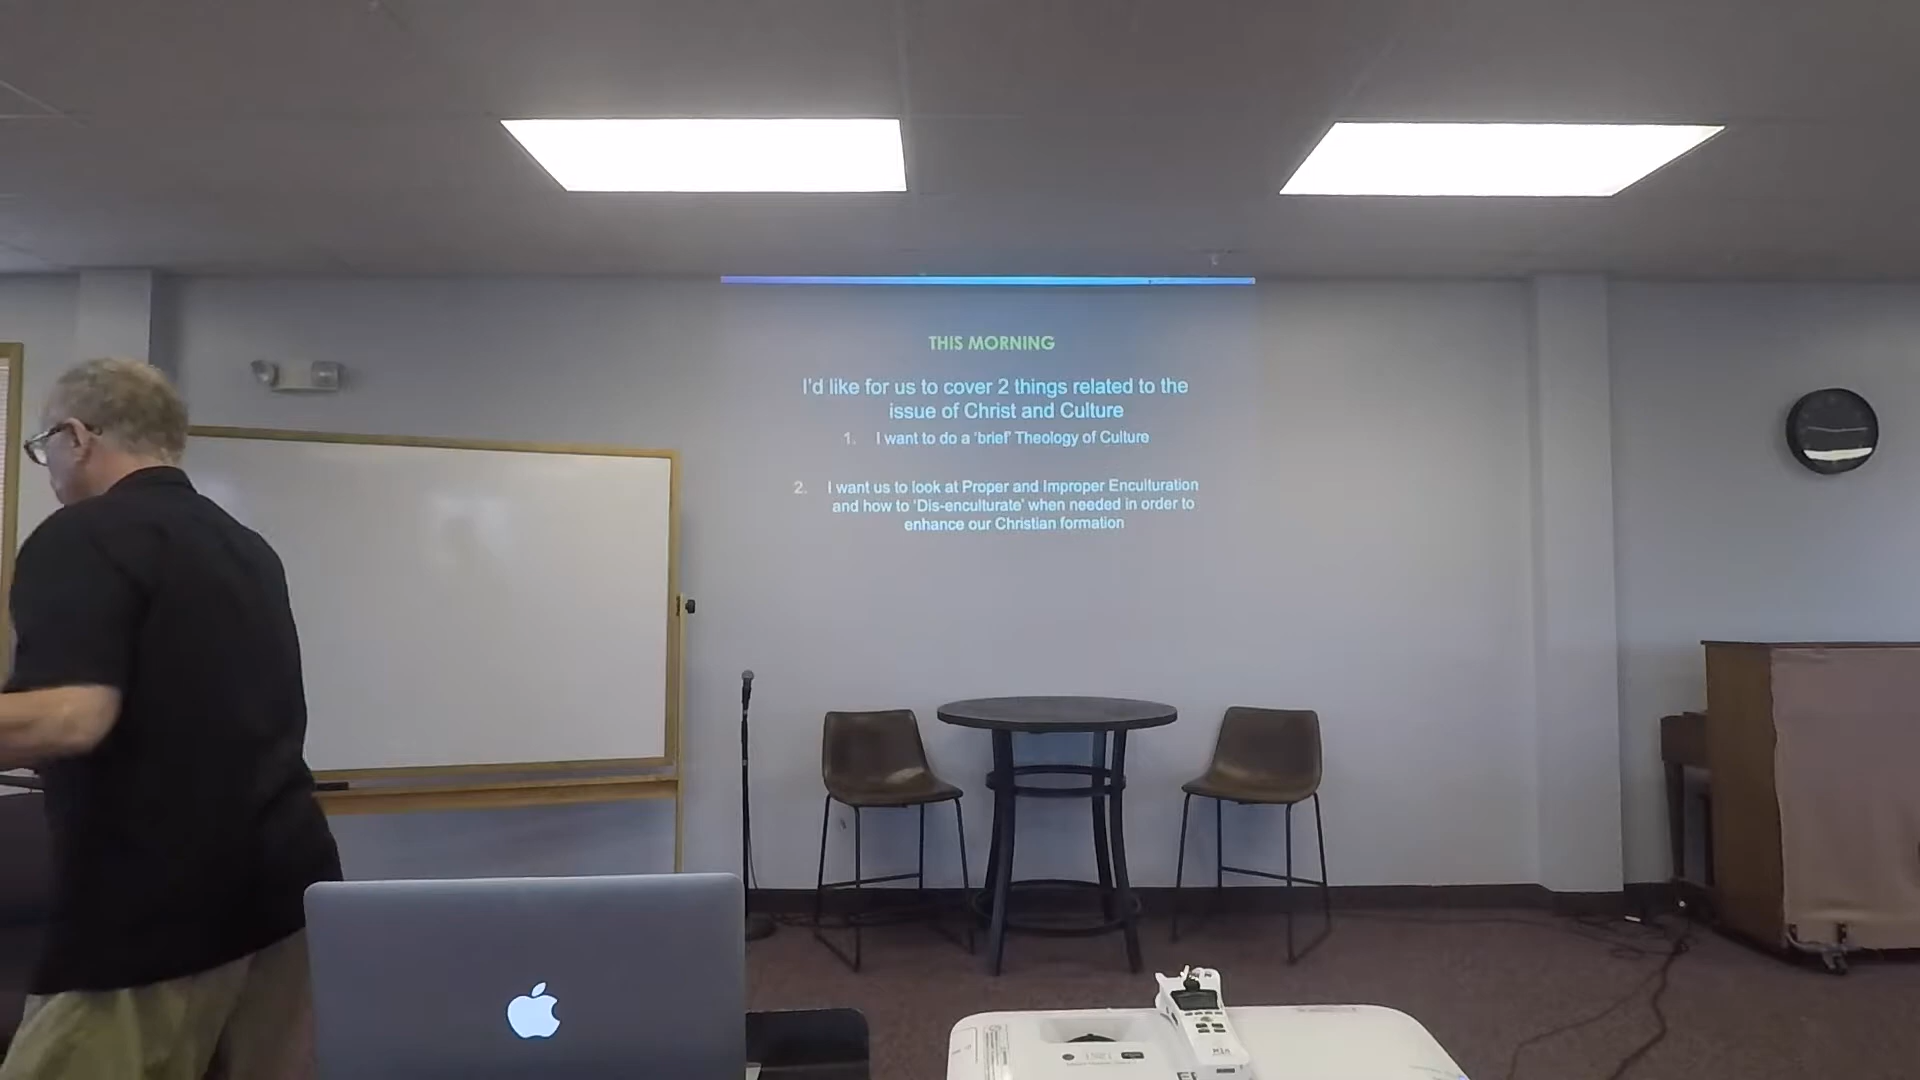 THIS MORNING
I'd like for us to cover 2 things related to the
issue of Christ and Culture
1. I want to do a 'brief' Theology of Culture
2. I want us to look at Proper and Improper Enculturation
and how to 'Dis-enculturate' when needed in order to
enhance our Christian formation